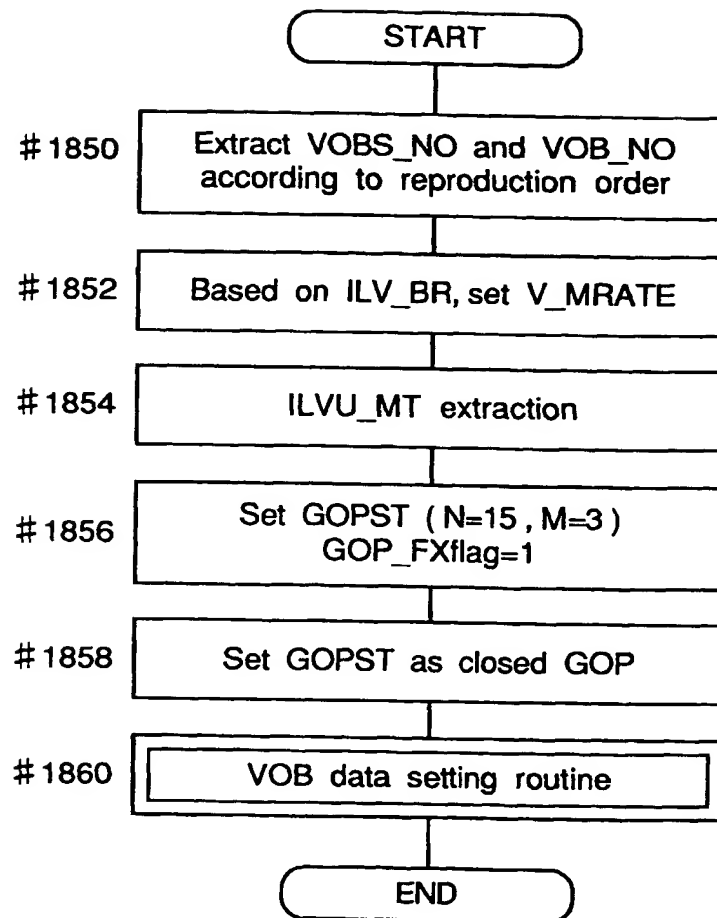 START
#1850
Extract VOBS_NO and VOB_NO
according to reproduction order
#1852
Based on ILV_BR, set V_MRATE
#1854
ILVU_MT extraction
#1856
Set GOPST (N=15, M=3)
GOP_FXflag=1
#1858
Set GOPST as closed GOP
#1860
VOB data setting routine
END